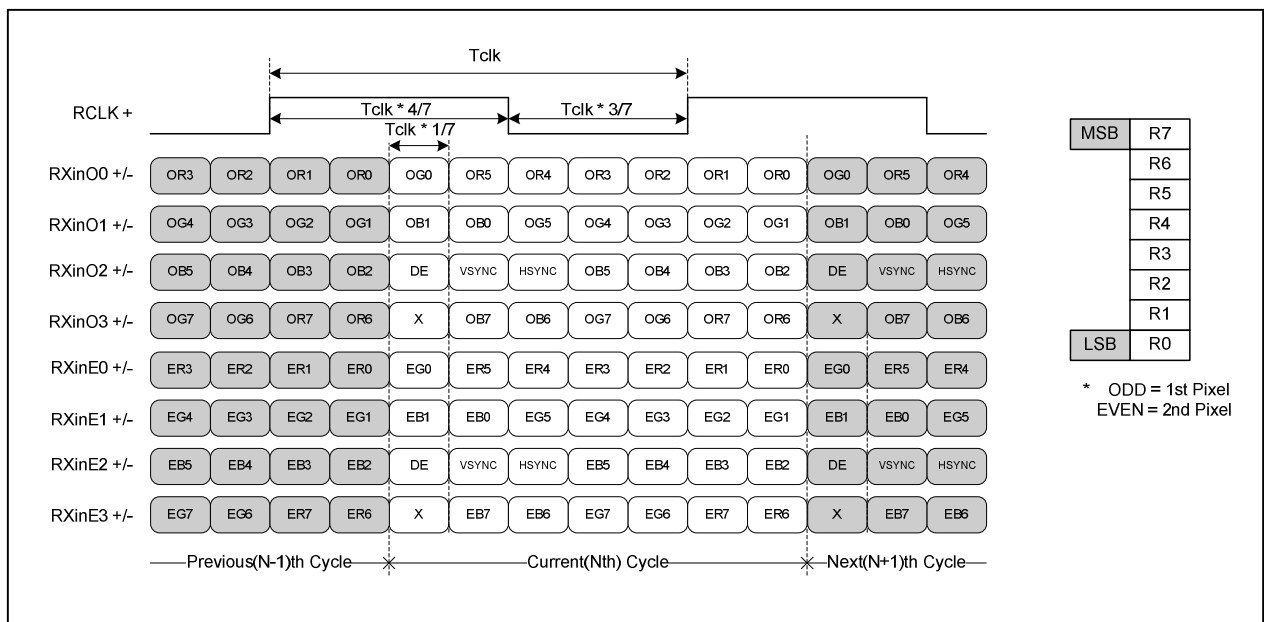 Tclk
RCLK +
Tclk * 4/7
Tclk * 3/7
Tclk * 1/7
RXinO0 +/- OR3 OR2 OR1 OR0 OG0 OR5 OR4 OR3 OR2 OR1 OR0 OG0 OR5 OR4
RXinO1 +/- OG4 OG3 OG2 OG1 OB1 OB0 OG5 OG4 OG3 OG2 OG1 OB1 OB0 OG5
RXinO2 +/- OB5 OB4 OB3 OB2 DE VSYNC HSYNC OB5 OB4 OB3 OB2 DE VSYNC HSYNC
RXinO3 +/- OG7 OG6 OR7 OR6 X OB7 OB6 OG7 OG6 OR7 OR6 X OB7 OB6
RXinE0 +/- ER3 ER2 ER1 ER0 EG0 ER5 ER4 ER3 ER2 ER1 ER0 EG0 ER5 ER4
RXinE1 +/- EG4 EG3 EG2 EG1 EB1 EB0 EG5 EG4 EG3 EG2 EG1 EB1 EB0 EG5
RXinE2 +/- EB5 EB4 EB3 EB2 DE VSYNC HSYNC EB5 EB4 EB3 EB2 DE VSYNC HSYNC
RXinE3 +/- EG7 EG6 ER7 ER6 X EB7 EB6 EG7 EG6 ER7 ER6 X EB7 EB6
Previous(N-1)th Cycle Current(Nth) Cycle Next(N+1)th Cycle
MSB R7
R6
R5
R4
R3
R2
R1
LSB R0
* ODD = 1st Pixel
EVEN = 2nd Pixel